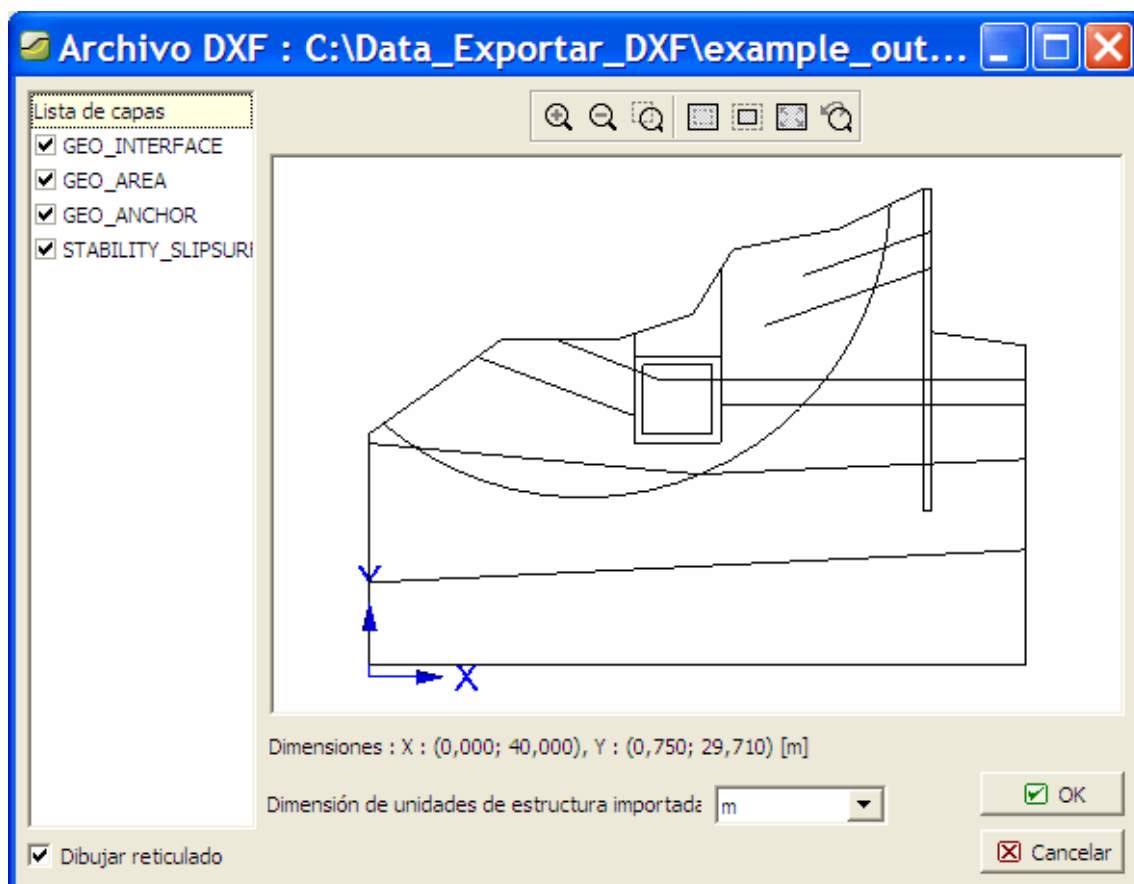 Archivo DXF : C:\Data_Exportar_DXF\example_out...
Lista de capas
GEO_INTERFACE
GEO_AREA
GEO_ANCHOR
STABILITY_SLIPSURF
Y
X
Dimensiones : X : (0,000; 40,000), Y : (0,750; 29,710) [m]
Dimensión de unidades de estructura importada
m
OK
Dibujar reticulado
Cancelar